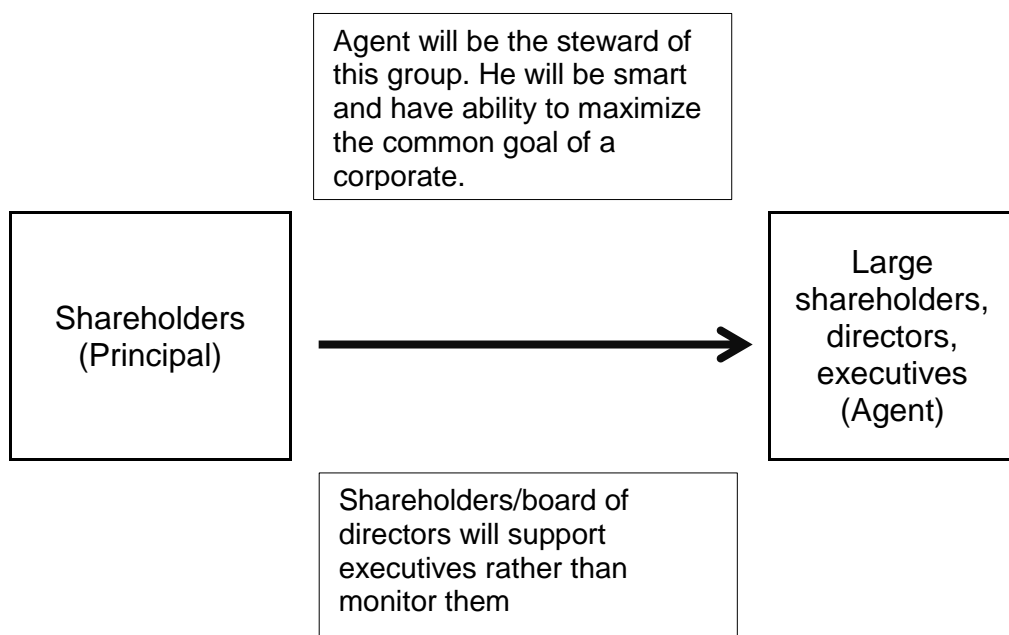 Agent will be the steward of
this group. He will be smart
and have ability to maximize
the common goal of a
corporate.
Shareholders
(Principal)
Large
shareholders,
directors,
executives
(Agent)
Shareholders/board of
directors will support
executives rather than
monitor them